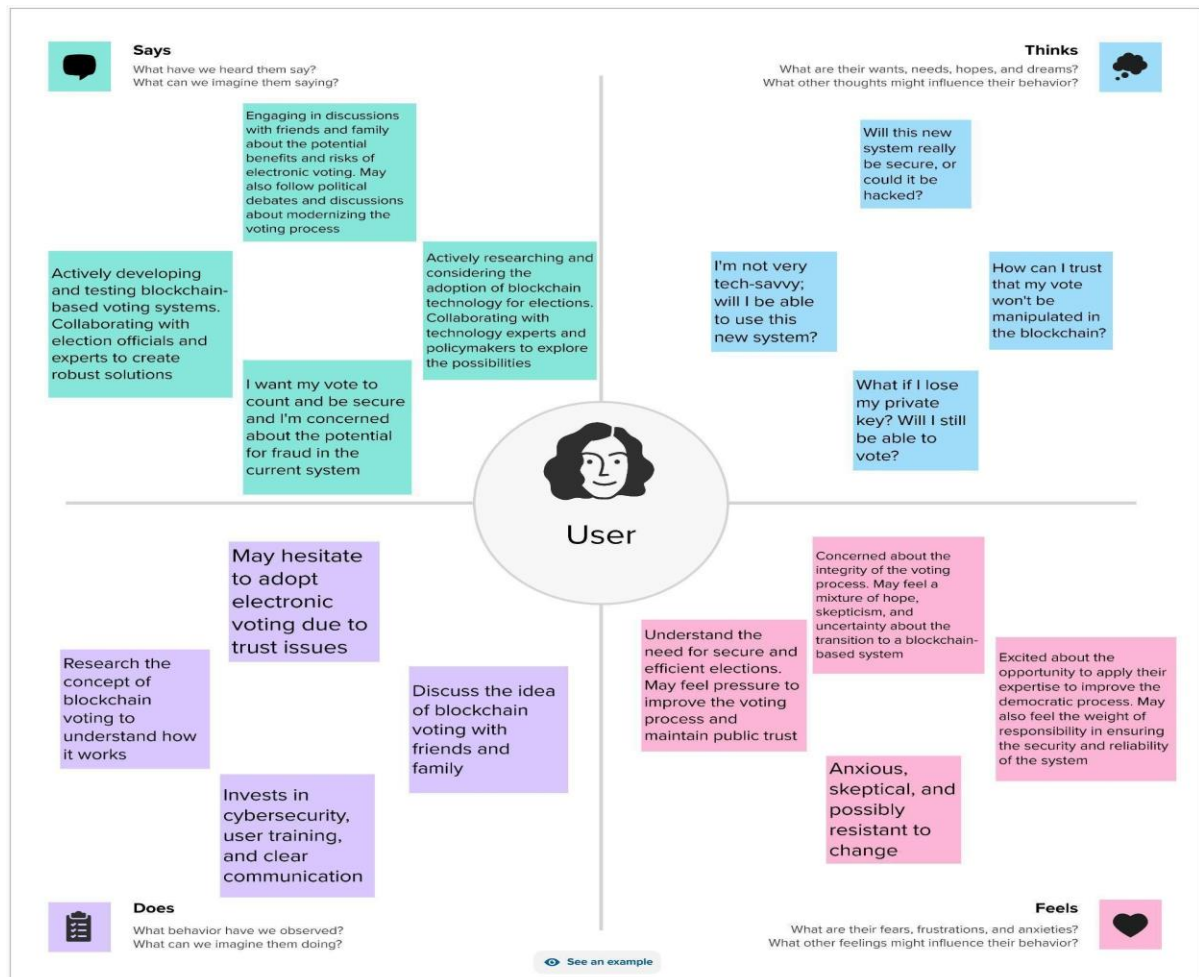 Says
What have we heard them say?
What can we imagine them saying?
Engaging in discussions
with friends and family
about the potential
benefits and risks of
electronic voting. May
also follow political
debates and discussions
about modernizing the
voting process
Actively developing
and testing blockchain-
based voting systems.
Collaborating with
election officials and
experts to create
robust solutions
Actively researching and
considering the
adoption of blockchain
technology for elections.
Collaborating with
technology experts and
policymakers to explore
the possibilities
I want my vote to
count and be secure
and I'm concerned
about the potential
for fraud in the
current system
Thinks
What are their wants, needs, hopes, and dreams?
What other thoughts might influence their behavior?
Will this new
system really
be secure, or
could it be
hacked?
I'm not very
tech-savvy;
will I be able
to use this
new system?
How can I trust
that my vote
won't be
manipulated in
the blockchain?
What if I lose
my private
key? Will I still
be able to
vote?
User
May hesitate
to adopt
electronic
voting due to
trust issues
Research the
concept of
blockchain
voting to
understand how
it works
Discuss the idea
of blockchain
voting with
friends and
family
Invests in
cybersecurity,
user training,
and clear
communication
Does
What behavior have we observed?
What can we imagine them doing?
Concerned about the
integrity of the voting
process. May feel a
mixture of hope,
skepticism, and
uncertainty about the
transition to a blockchain-
based system
Understand the
need for secure and
efficient elections.
May feel pressure to
improve the voting
process and
maintain public trust
Excited about the
opportunity to apply their
expertise to improve the
democratic process. May
also feel the weight of
responsibility in ensuring
the security and reliability
of the system
Anxious,
skeptical, and
possibly
resistant to
change
Feels
What are their fears, frustrations, and anxieties?
What other feelings might influence their behavior?
See an example